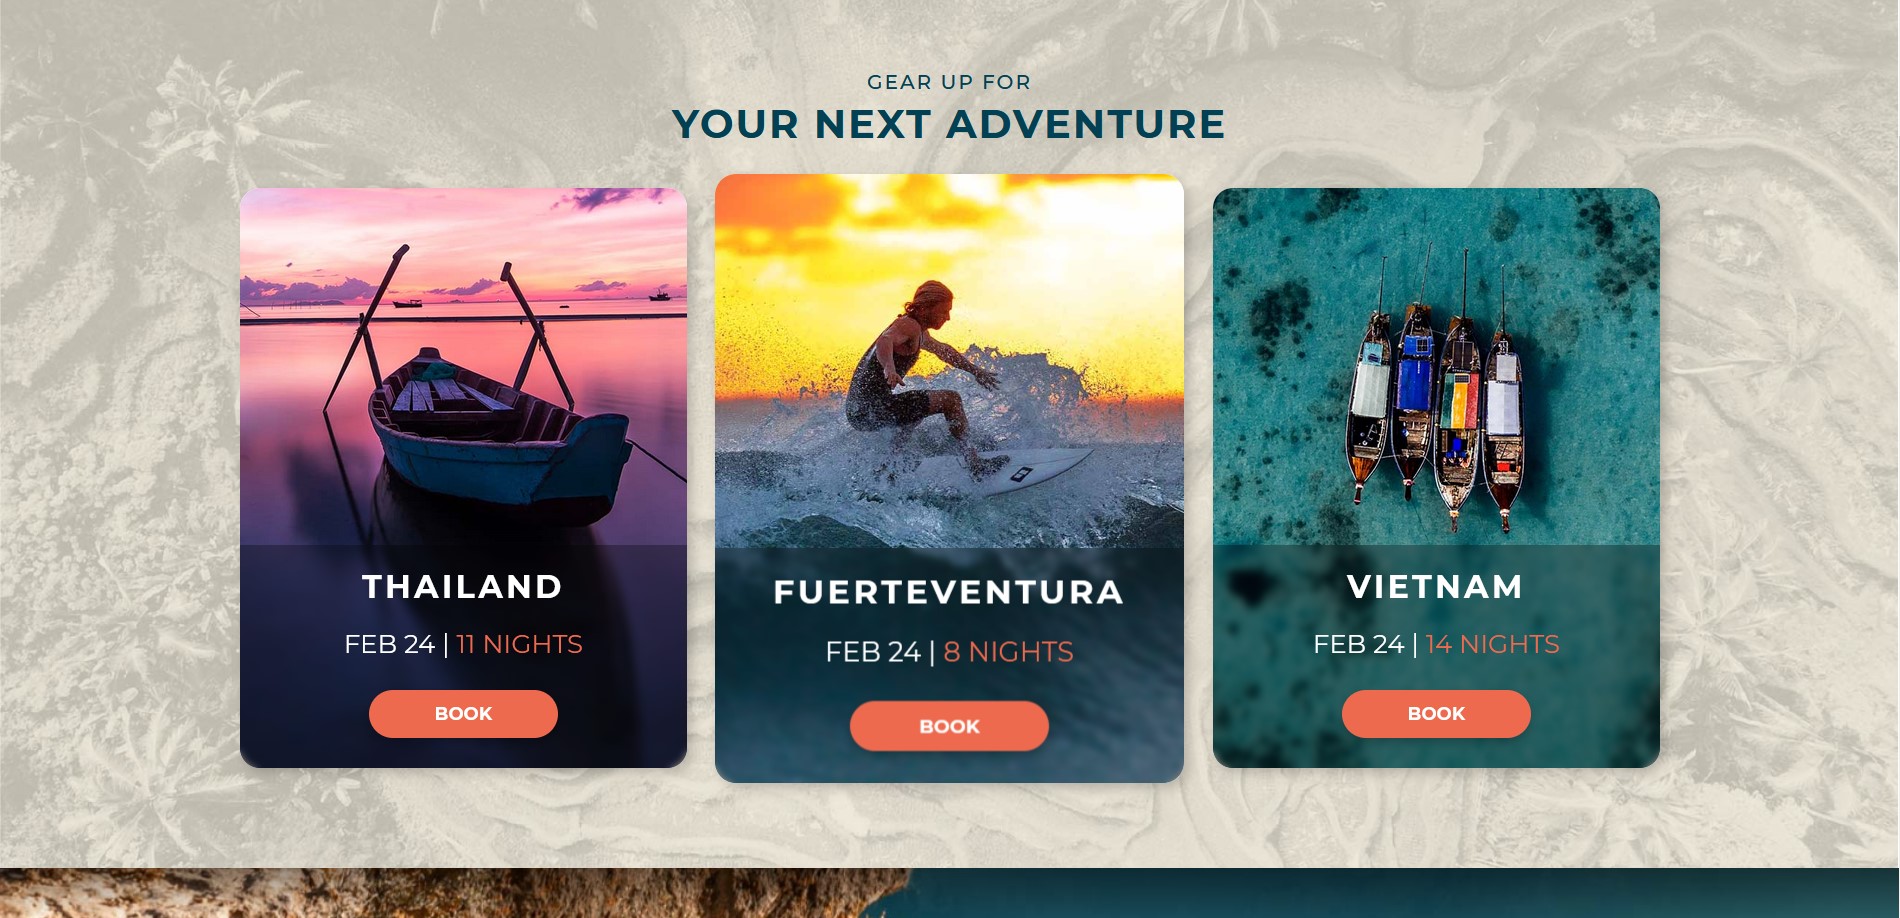 GEAR UP FOR
YOUR NEXT ADVENTURE
THAILAND
FEB 24 | 11 NIGHTS
BOOK
FUERTEVENTURA
FEB 24 | 8 NIGHTS
BOOK
VIETNAM
FEB 24 | 14 NIGHTS
BOOK